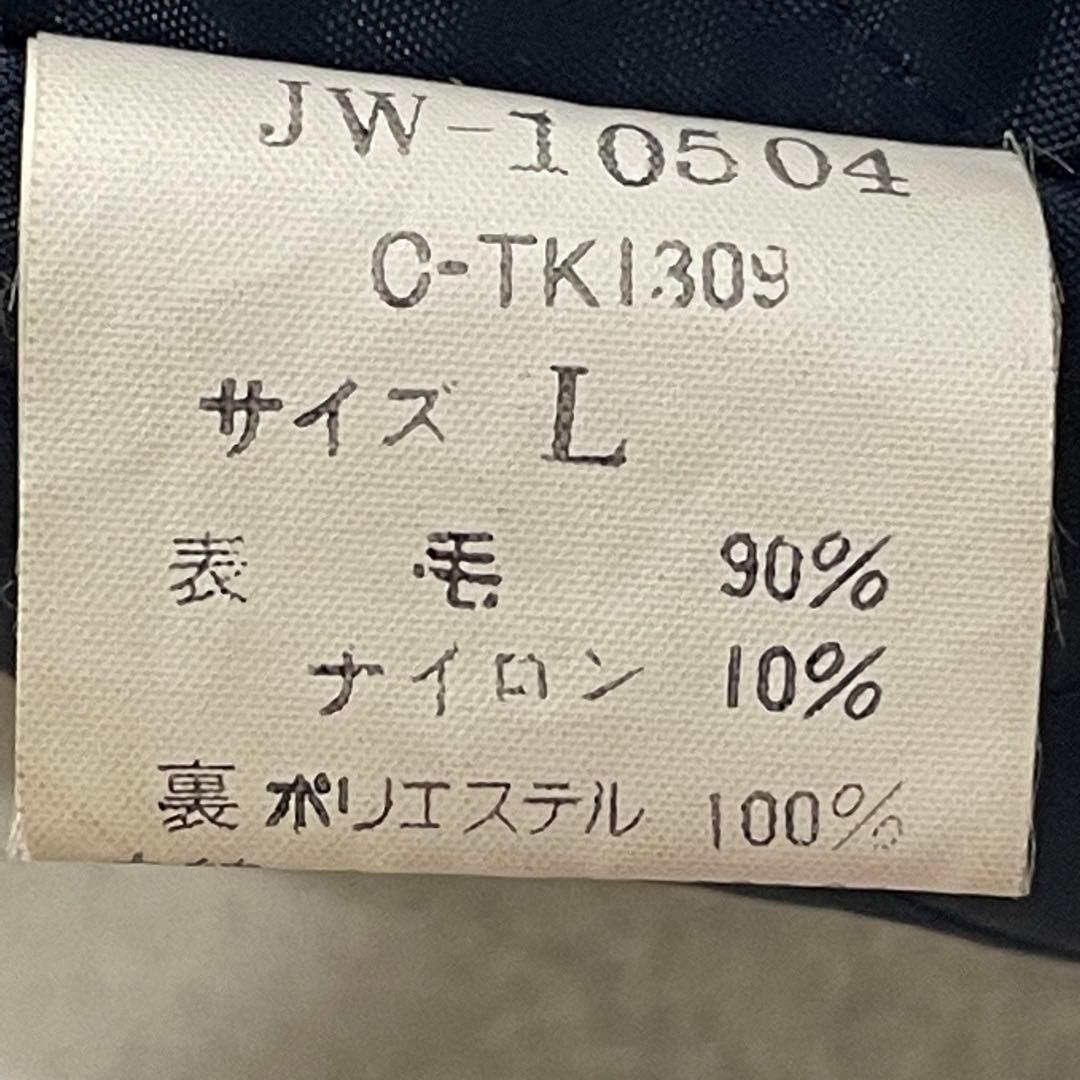 JW-10504
C-TK1309
サイズ L
表 毛 90%
ナイロン 10%
裏 ポリエステル 100%